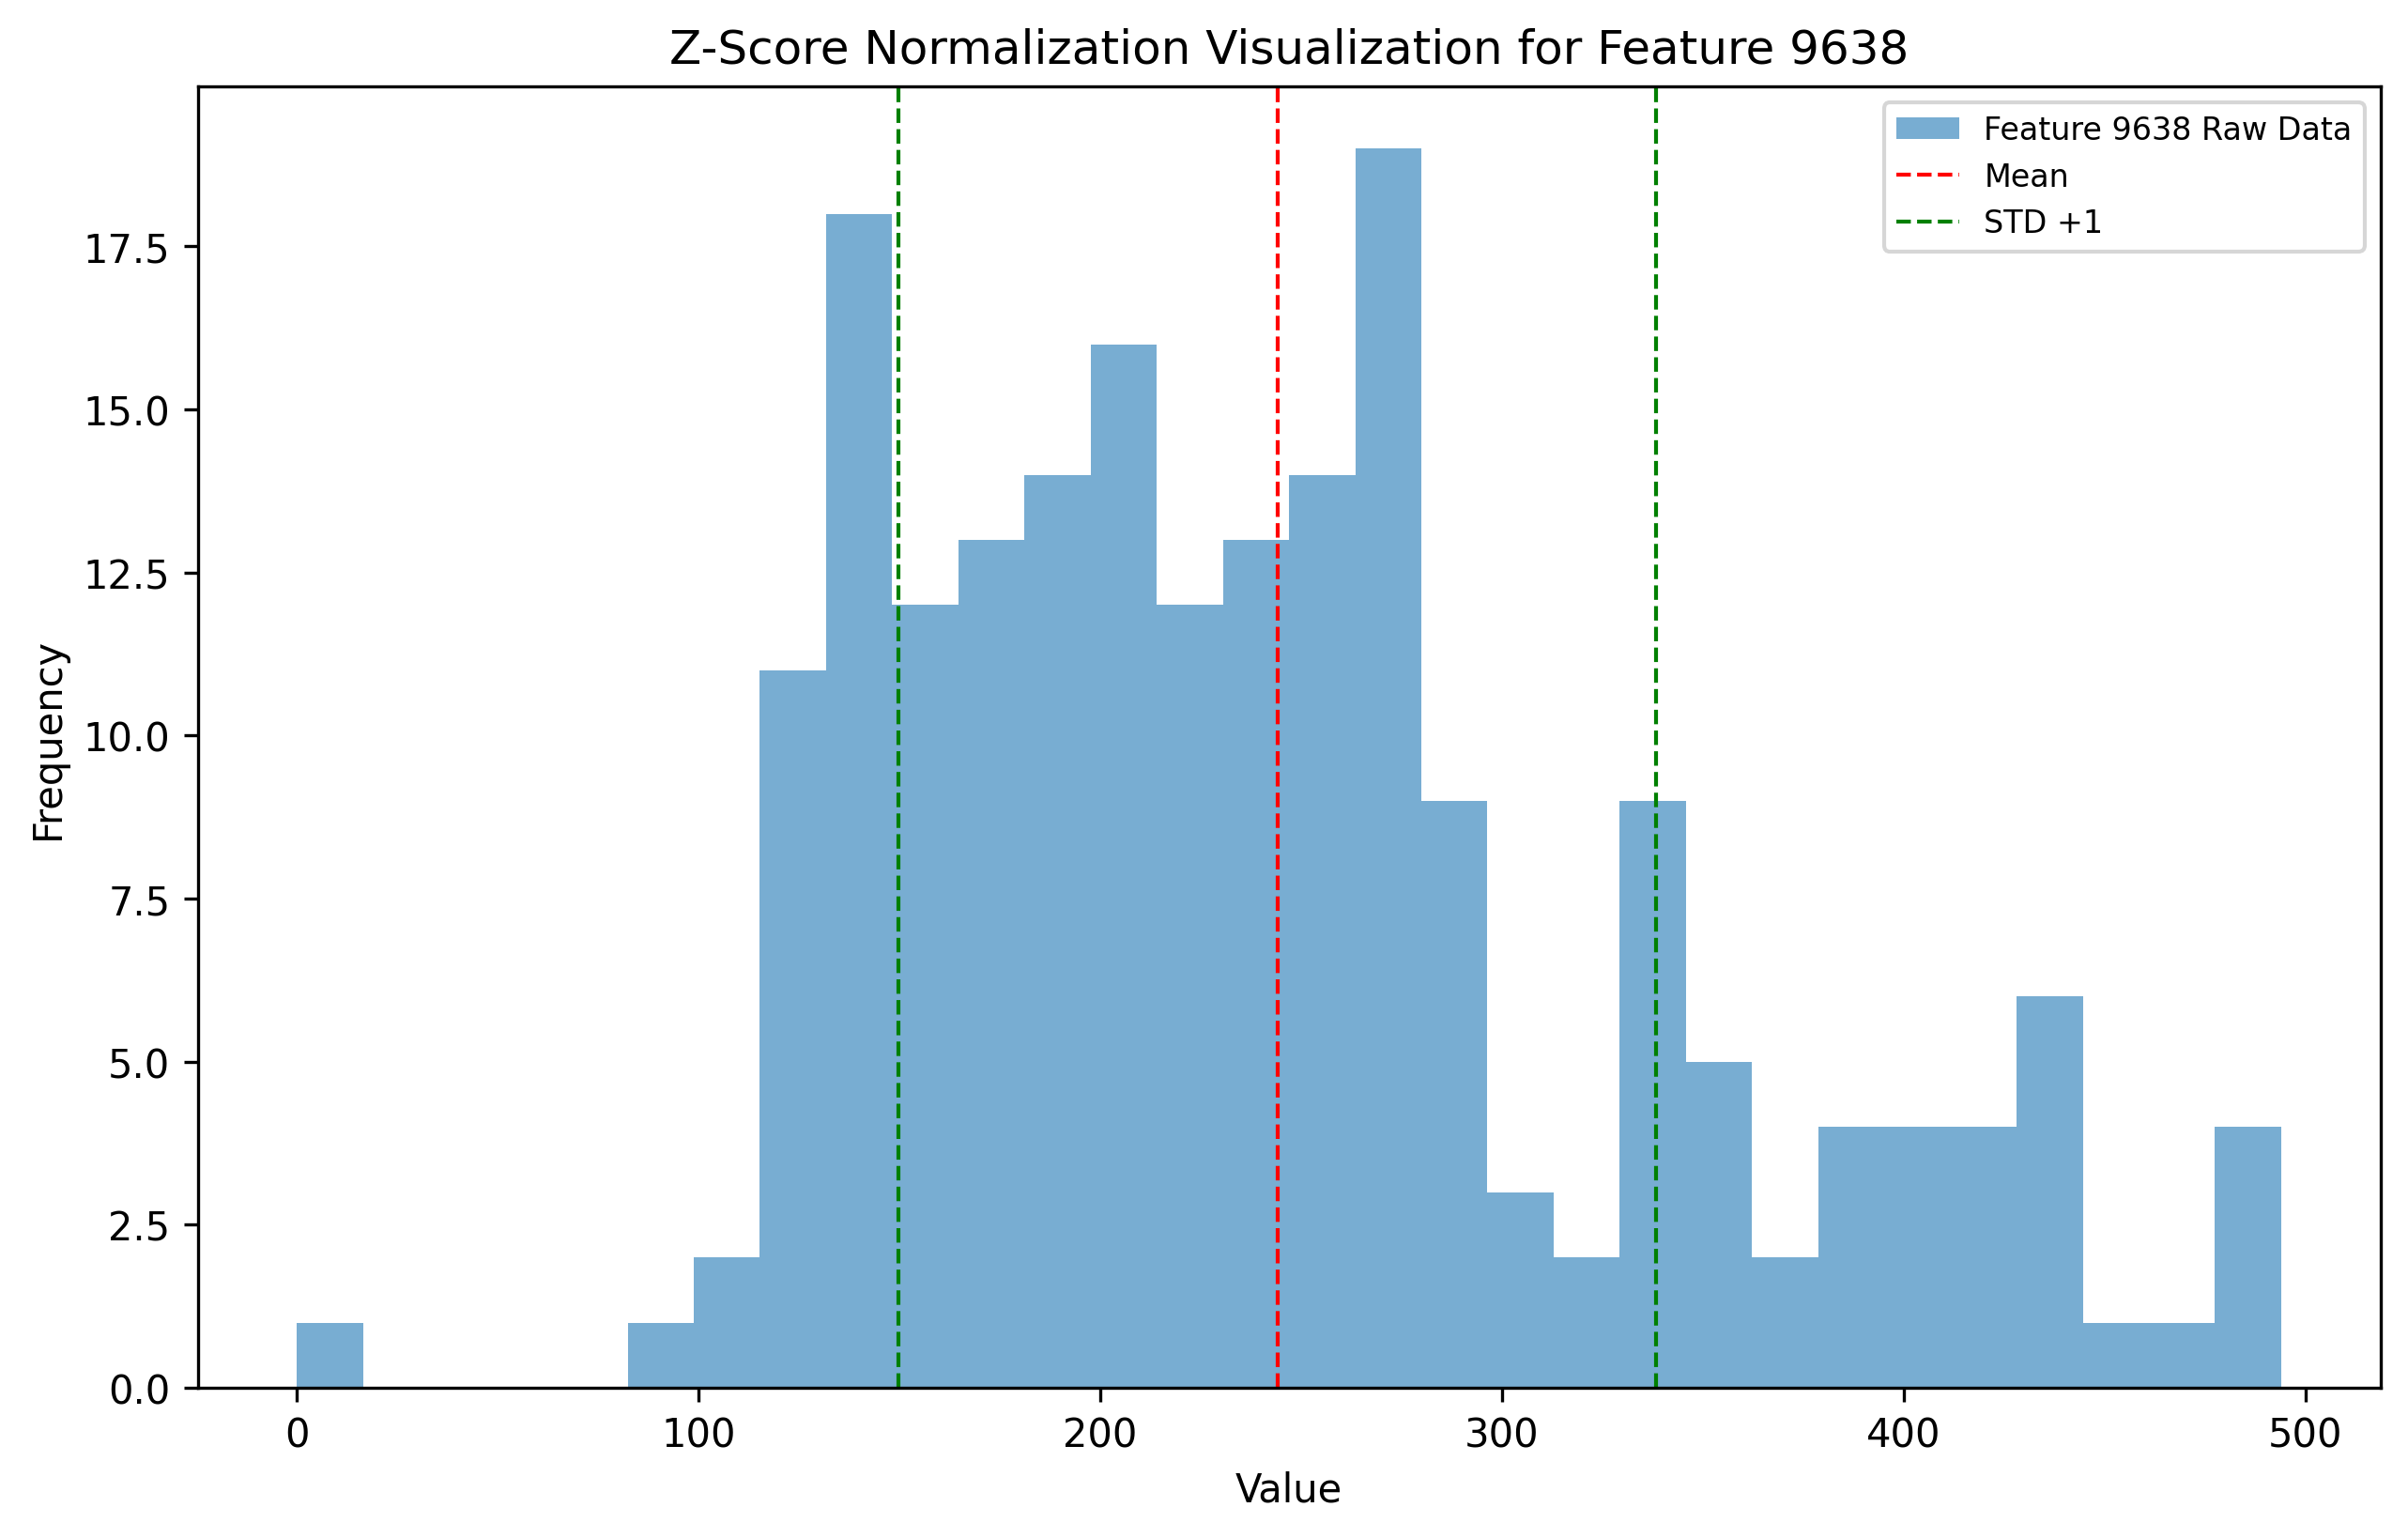 Z-Score Normalization Visualization for Feature 9638
Feature 9638 Raw Data
Mean
STD +1
17.5
15.0
12.5
10.0
7.5
5.0
2.5
0.0
Frequency
0 100 200 300 400 500
Value